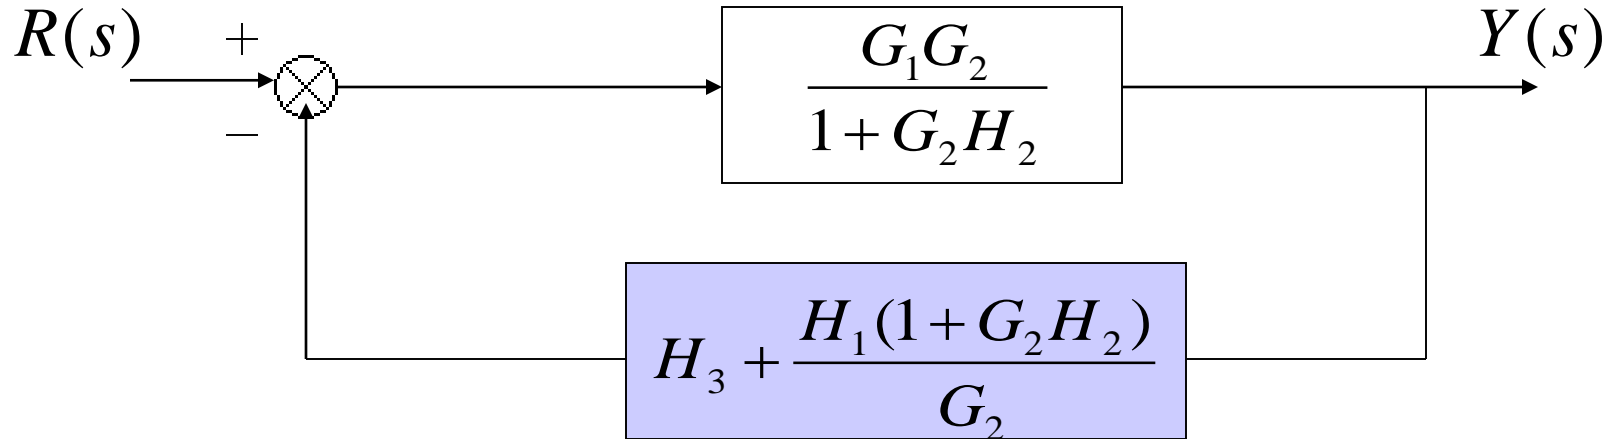 R(s) + Y(s)
−
G₁G₂
1 + G₂H₂
H₃ + H₁(1 + G₂H₂)
G₂